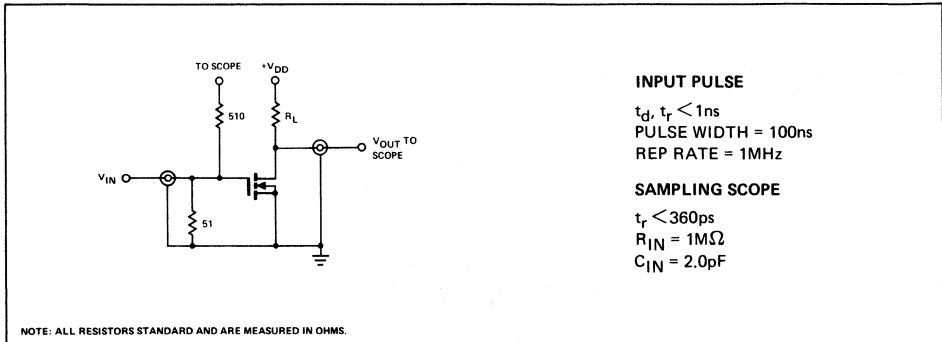 TO SCOPE
+VDD
510
RL
VOUT TO
SCOPE
VIN
51
INPUT PULSE
td, tr <1ns
PULSE WIDTH = 100ns
REP RATE = 1MHz
SAMPLING SCOPE
tr <360ps
RIN = 1MΩ
CIN = 2.0pF
NOTE: ALL RESISTORS STANDARD AND ARE MEASURED IN OHMS.